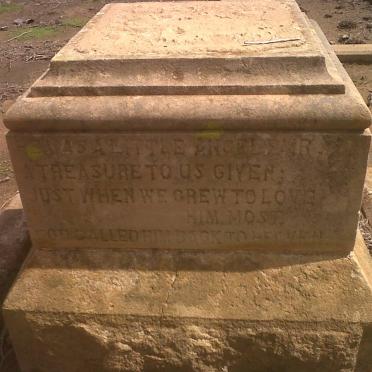 WAS A LITTLE ANGEL
A TREASURE TO US GIVEN;
JUST WHEN WE GREW TO LOVE
HIM MOST.
GOD CALLED HIM BACK TO HEAVEN.